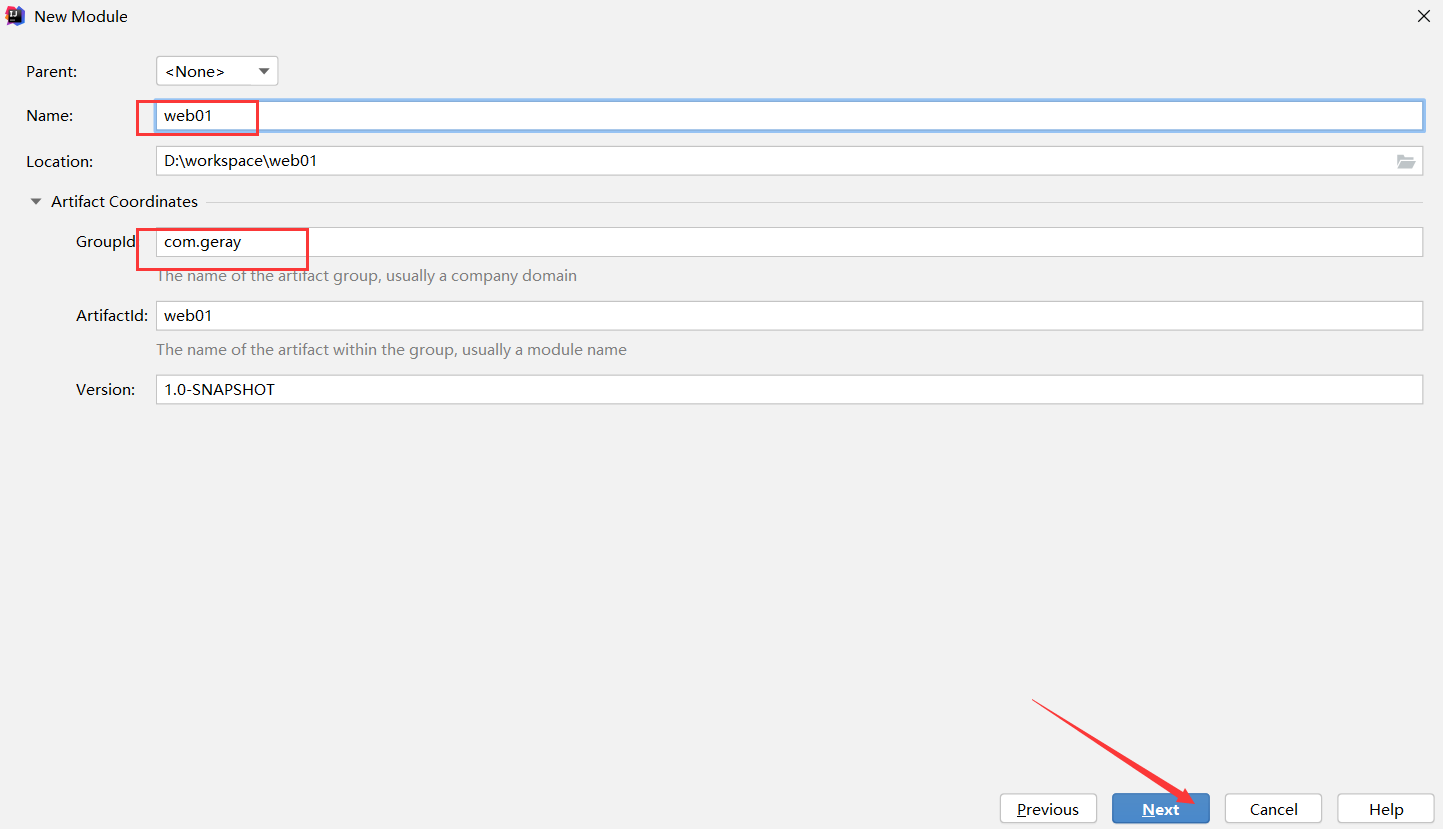 New Module
Parent: <None>
Name: web01
Location: D:\workspace\web01
Artifact Coordinates
GroupId com.geray
The name of the artifact group, usually a company domain
ArtifactId: web01
The name of the artifact within the group, usually a module name
Version: 1.0-SNAPSHOT
Previous Next Cancel Help